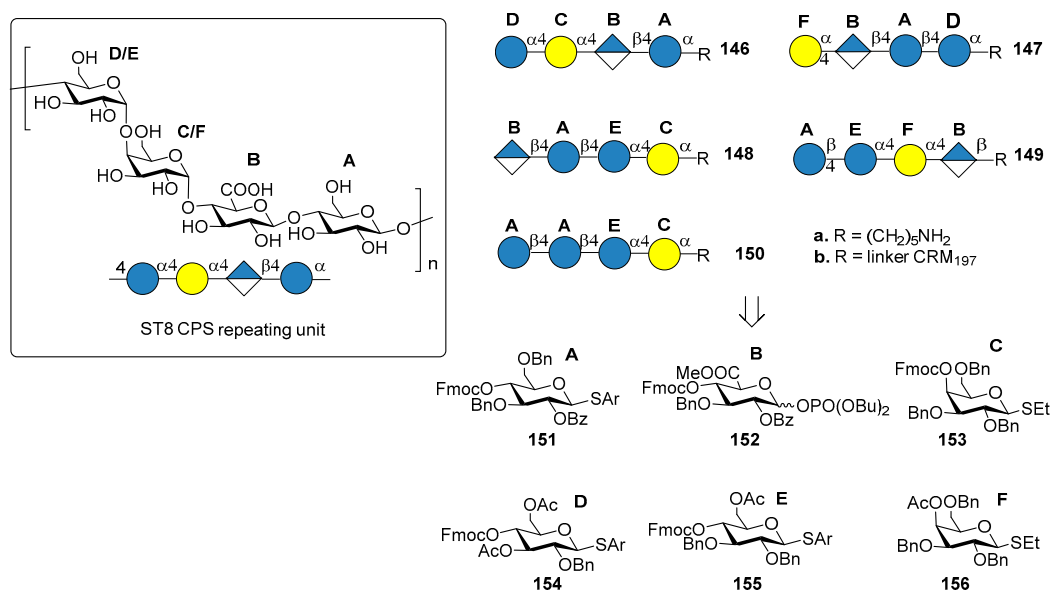 D/E
OH
O
HO
HO
O
OOH
C/F
O
HO
HO
O
B
COOH
O
HO
OH
O
A
OH
O
HO
OH
O
n
4 α4 α4 β4 α
ST8 CPS repeating unit
D C B A
α4 α4 β4 α R 146
F B A D
α 4 β4 β4 α R 147
B A E C
β4 β4 α4 α R 148
A E F B
β 4 α4 α4 β R 149
A A E C
β4 β4 α4 α R 150
a. R = (CH2)5NH2
b. R = linker CRM197
A
OBn
FmocO O
BnO SAr
OBz
151
B
MeOOC
FmocO O
BnO OPO(OBu)2
OBz
152
C
FmocO OBn
O
BnO SEt
OBn
153
D
OAc
FmocO O
AcO SAr
OBn
154
E
OAc
FmocO O
BnO SAr
OBn
155
F
AcO OBn
O
BnO SEt
OBn
156